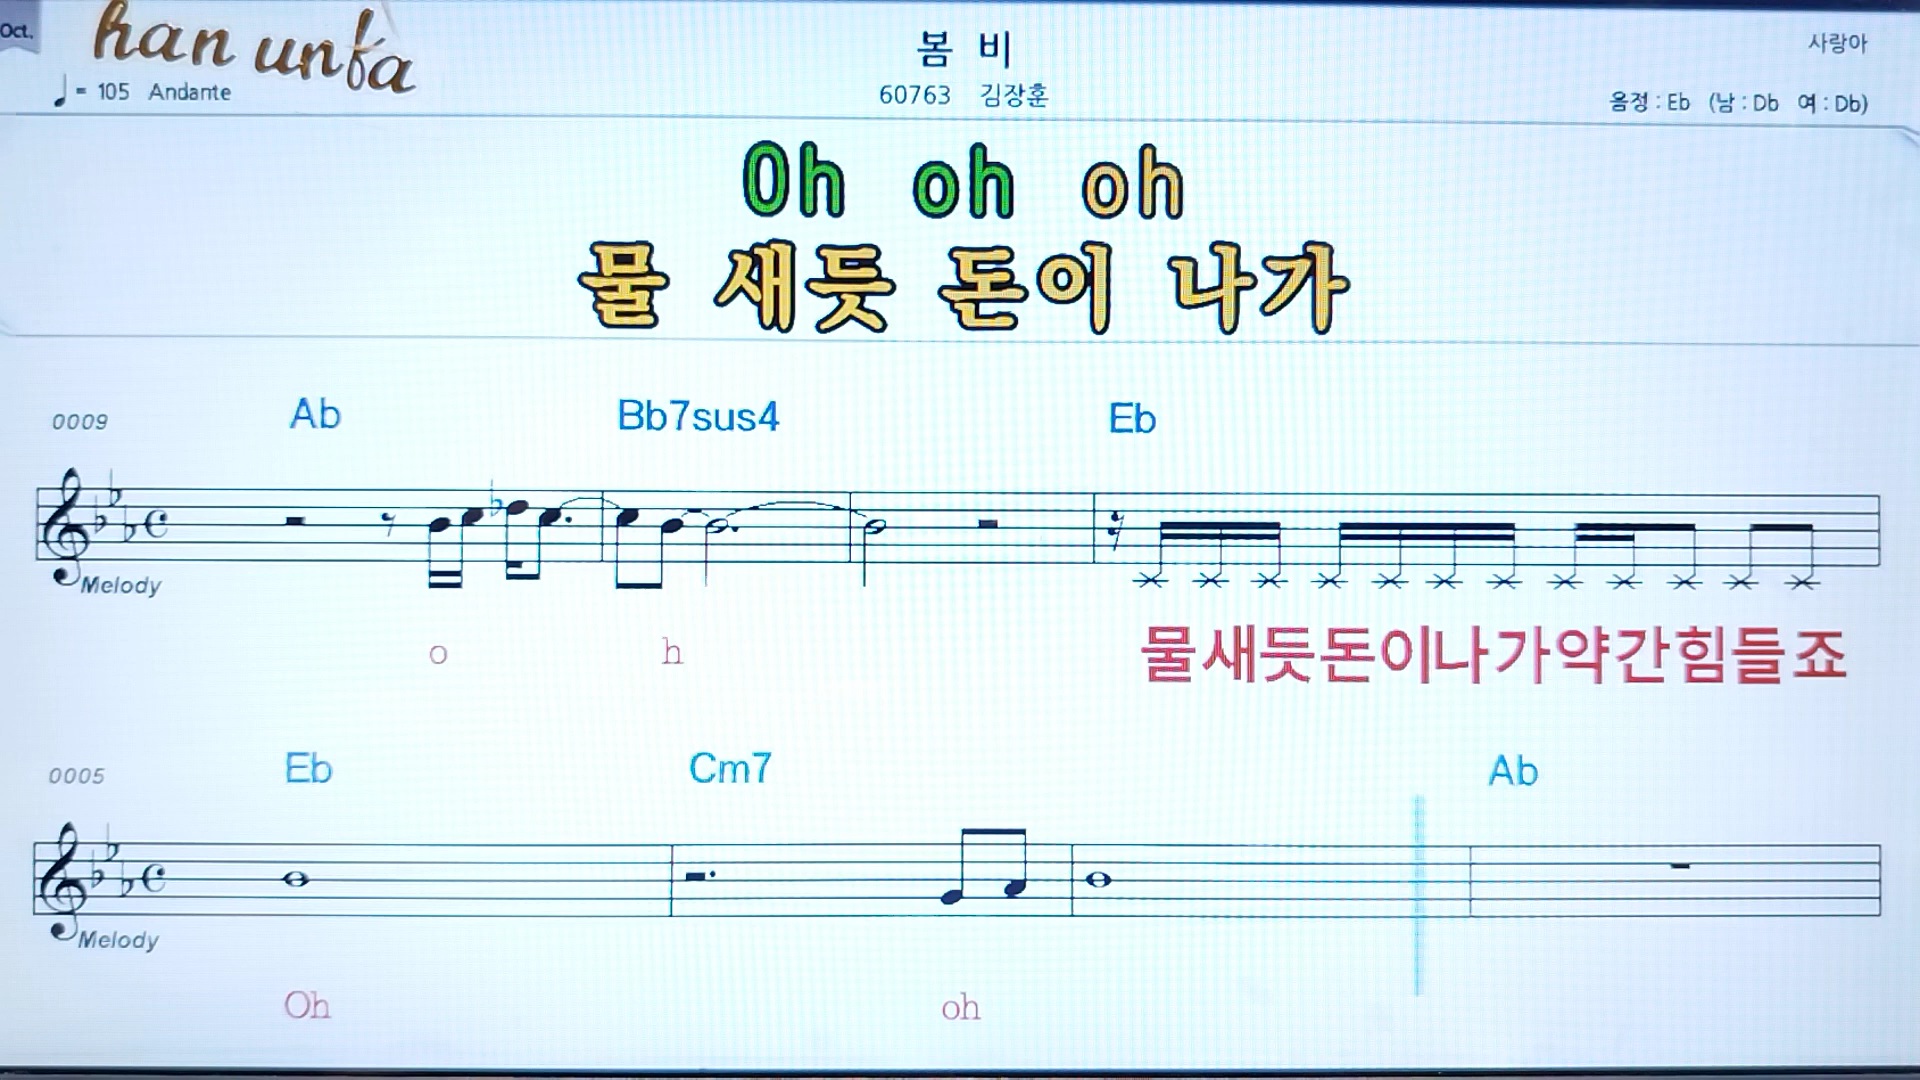 Oct.
han unfa
♩= 105 Andante
봄 비
60763 김장훈
사랑아
음정 : Eb (남 : Db 여 : Db)
Oh oh oh
물 새듯 돈이 나가
0009 Ab Bb7sus4 Eb
Melody
o h 물새듯돈이나가약간힘들죠
0005 Eb Cm7 Ab
Melody
Oh oh